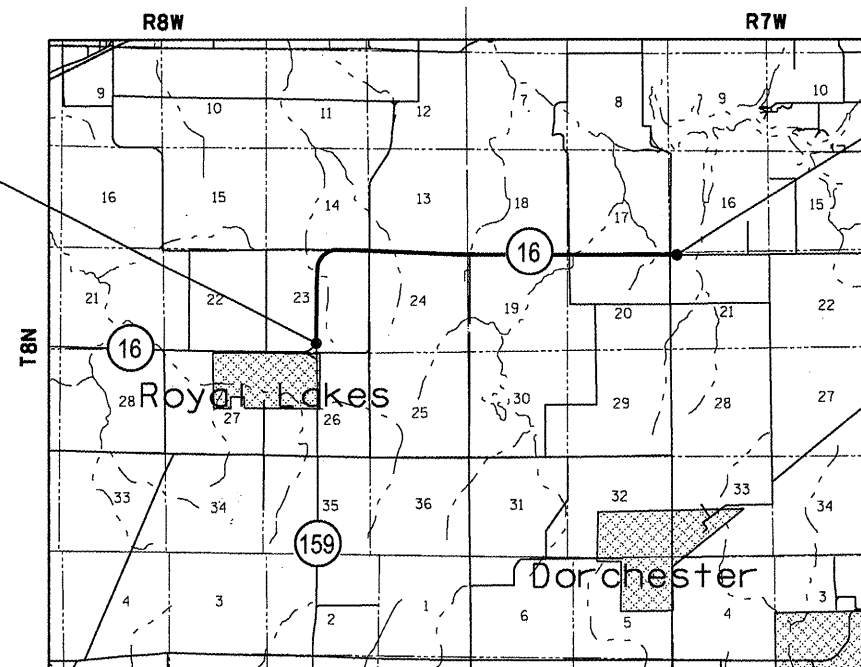 R8W R7W
9 10 11 12 7 8 9 10
16 15 14 13 18 17 16 15
16
21 22 23 24 19 20 21 22
T8N
16
Royal Lakes
28 27 26 25 30 29 28 27
33 34 35 36 31 32 33 34
159
Dorchester
4 3 2 1 6 5 4 3